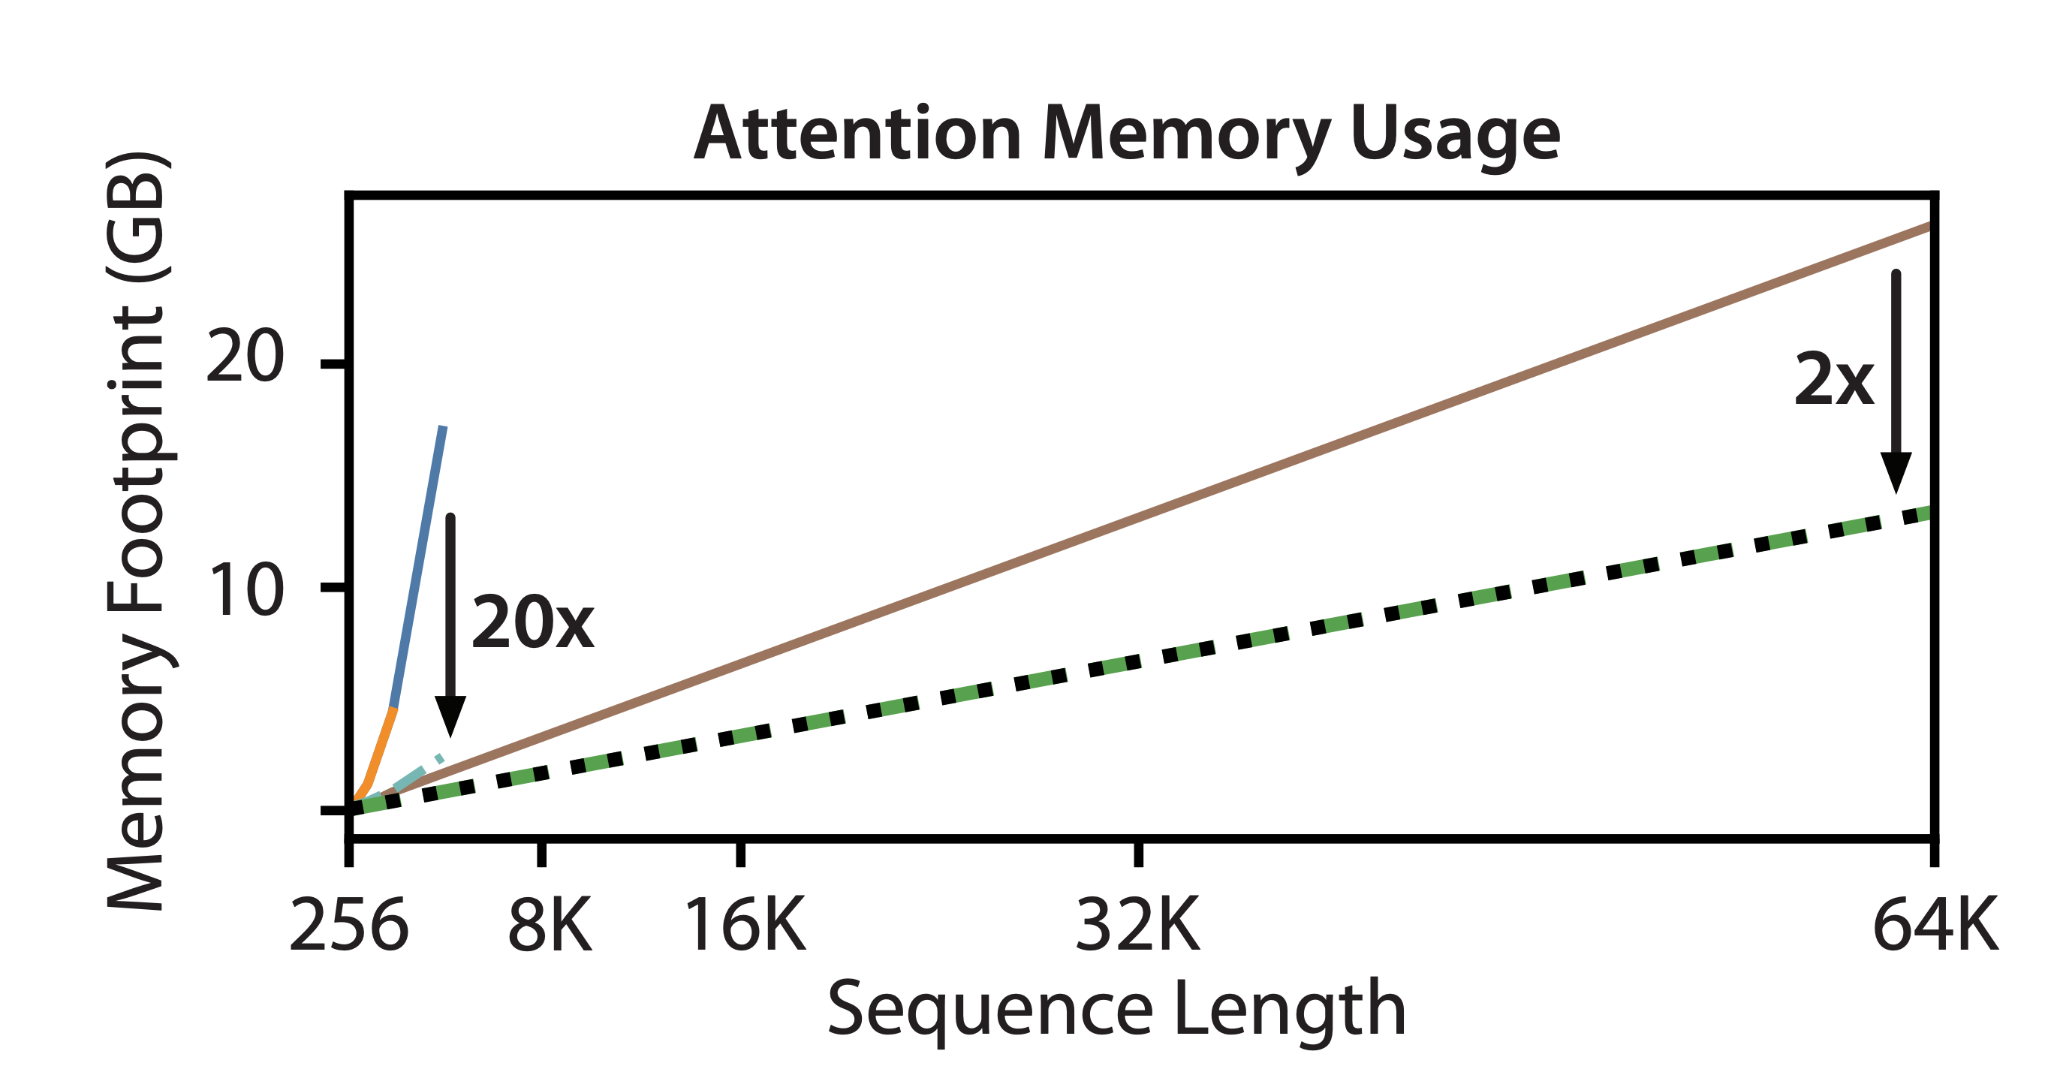 Attention Memory Usage
Memory Footprint (GB)
20
10
20x
2x
256 8K 16K 32K 64K
Sequence Length